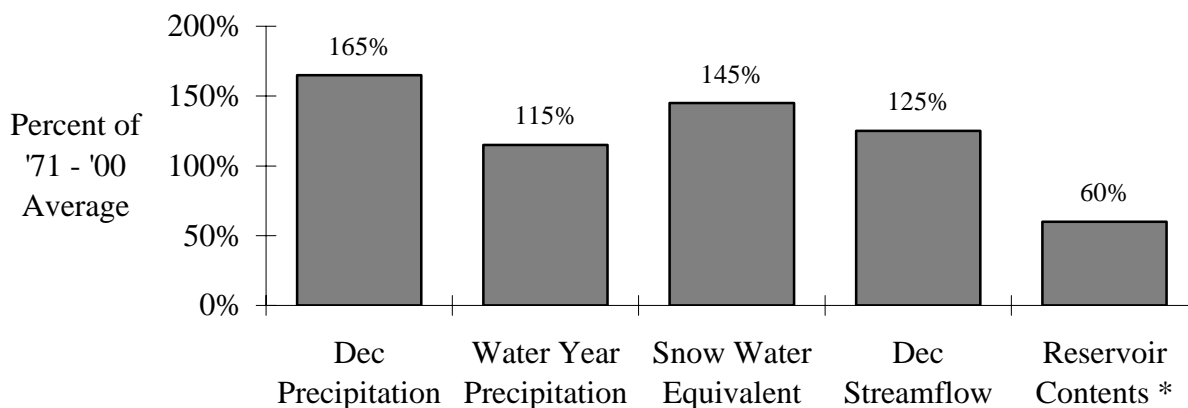 200%
150%
100%
50%
0%
Percent of
'71 - '00
Average
165%
115%
145%
125%
60%
Dec
Precipitation
Water Year
Precipitation
Snow Water
Equivalent
Dec
Streamflow
Reservoir
Contents *